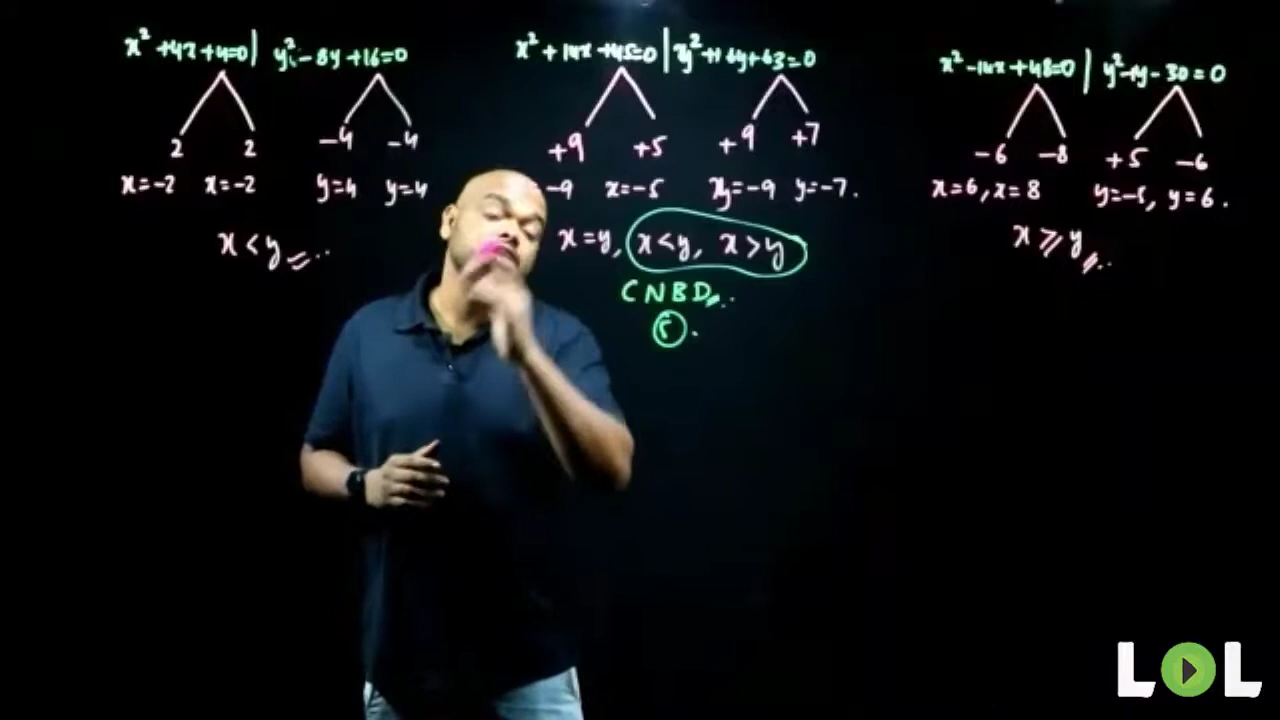 x² + 4x + 4 = 0 | y² - 8y + 16 = 0
2 2 -4 -4
x = -2 x = -2 y = 4 y = 4
x < y
x² + 14x + 45 = 0 | y² + 16y + 63 = 0
+9 +5 +9 +7
-9 x = -5 y = -9 y = -7.
x = y, x < y, x > y
CNBD
x² - 14x + 48 = 0 | y² + y - 30 = 0
-6 -8 +5 -6
x = 6, x = 8 y = -5, y = 6.
x ⩾ y
LOL